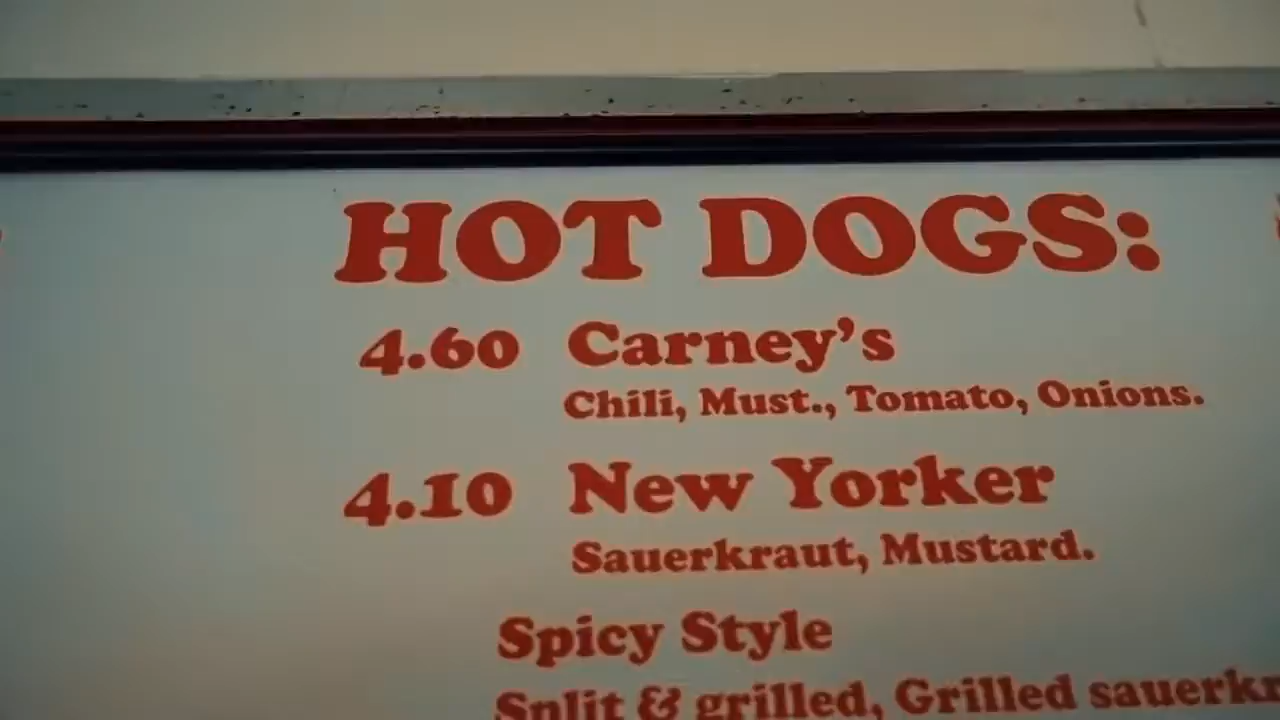 HOT DOGS:
4.60 Carney's
Chili, Must., Tomato, Onions.
4.10 New Yorker
Sauerkraut, Mustard.
Spicy Style
Split & grilled, Grilled sauerkr